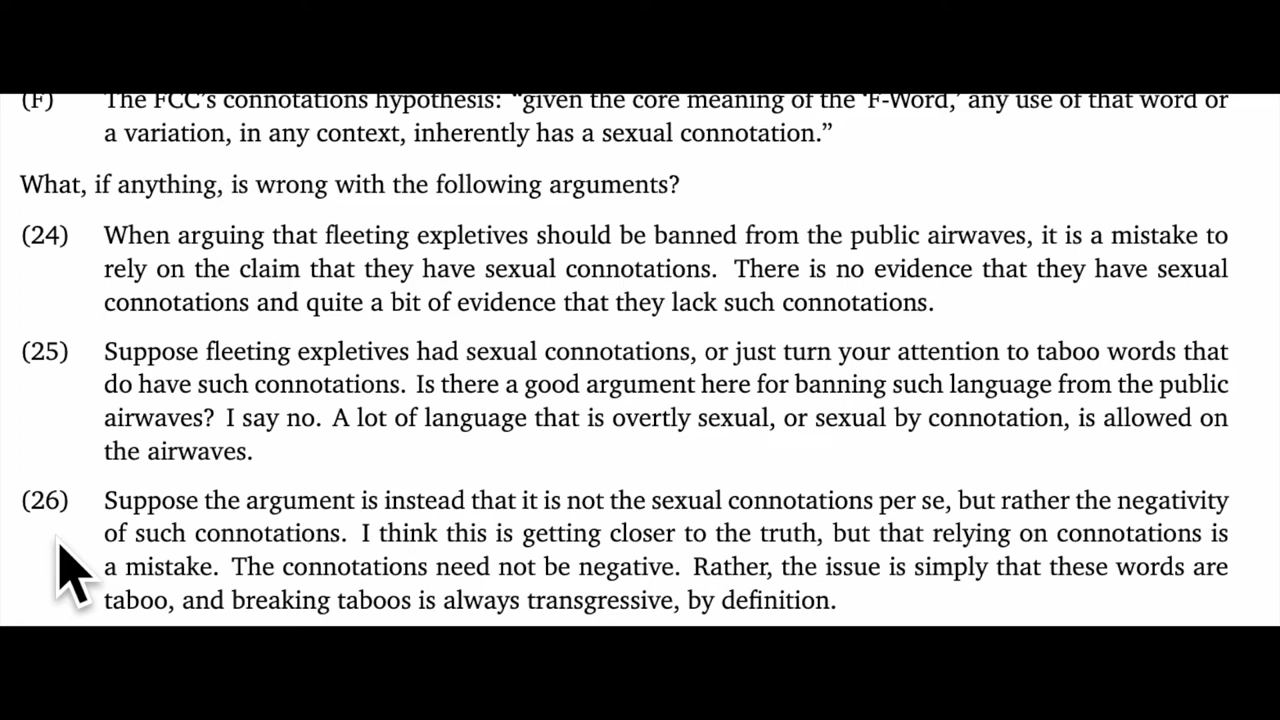 (F) The FCC's connotations hypothesis: “given the core meaning of the ‘F-Word,’ any use of that word or
a variation, in any context, inherently has a sexual connotation.”
What, if anything, is wrong with the following arguments?
(24) When arguing that fleeting expletives should be banned from the public airwaves, it is a mistake to
rely on the claim that they have sexual connotations. There is no evidence that they have sexual
connotations and quite a bit of evidence that they lack such connotations.
(25) Suppose fleeting expletives had sexual connotations, or just turn your attention to taboo words that
do have such connotations. Is there a good argument here for banning such language from the public
airwaves? I say no. A lot of language that is overtly sexual, or sexual by connotation, is allowed on
the airwaves.
(26) Suppose the argument is instead that it is not the sexual connotations per se, but rather the negativity
of such connotations. I think this is getting closer to the truth, but that relying on connotations is
a mistake. The connotations need not be negative. Rather, the issue is simply that these words are
taboo, and breaking taboos is always transgressive, by definition.